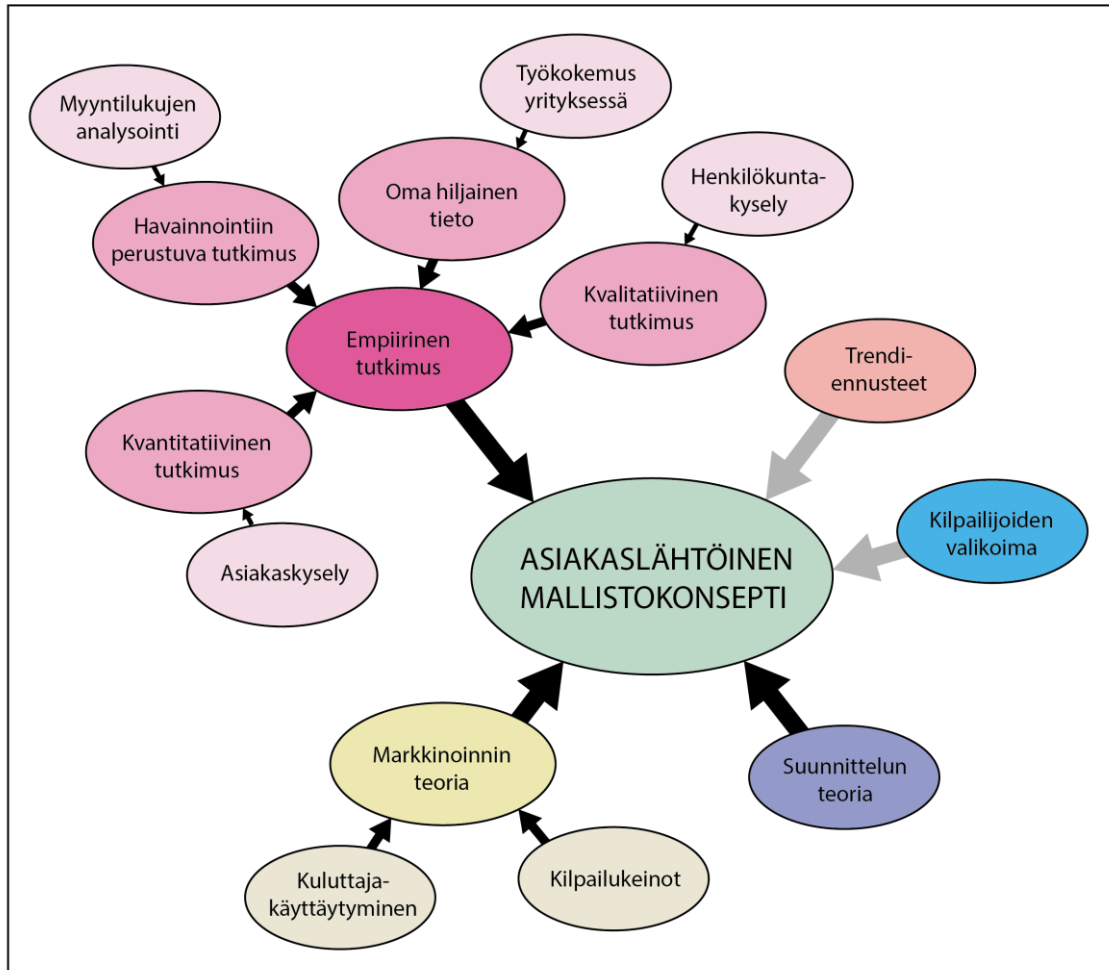 Työkokemus
yrityksessä
Myyntilukujen
analysointi
Henkilökunta-
kysely
Oma hiljainen
tieto
Havainnointiin
perustuva tutkimus
Kvalitatiivinen
tutkimus
Empiirinen
tutkimus
Trendi-
ennusteet
Kvantitatiivinen
tutkimus
Kilpailijoiden
valikoima
Asiakaskysely
ASIAKASLÄHTÖINEN
MALLISTOKONSEPTI
Markkinoinnin
teoria
Suunnittelun
teoria
Kuluttaja-
käyttäytyminen
Kilpailukeinot